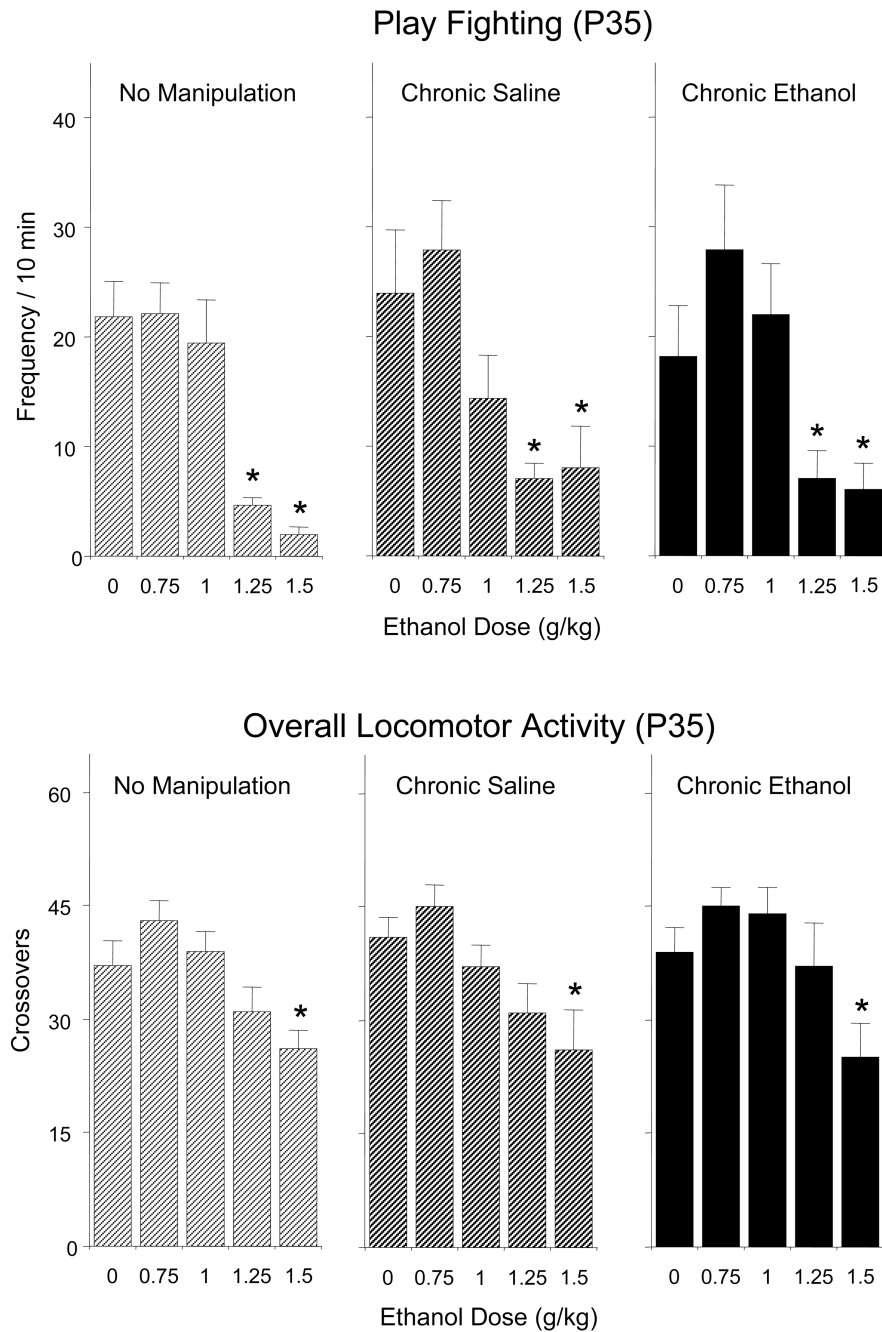 Play Fighting (P35)
No Manipulation Chronic Saline Chronic Ethanol
Frequency / 10 min
40
30
20
10
0
* * * * * *
0 0.75 1 1.25 1.5 0 0.75 1 1.25 1.5 0 0.75 1 1.25 1.5
Ethanol Dose (g/kg)
Overall Locomotor Activity (P35)
No Manipulation Chronic Saline Chronic Ethanol
Crossovers
60
45
30
15
0
* * *
0 0.75 1 1.25 1.5 0 0.75 1 1.25 1.5 0 0.75 1 1.25 1.5
Ethanol Dose (g/kg)